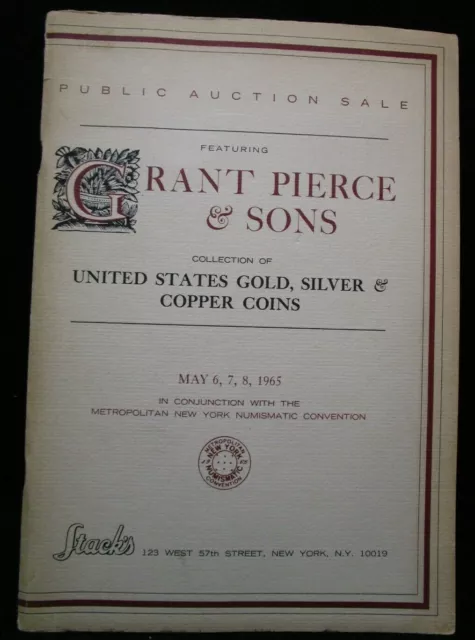 PUBLIC AUCTION SALE
FEATURING
GRANT PIERCE
& SONS
COLLECTION OF
UNITED STATES GOLD, SILVER &
COPPER COINS
MAY 6, 7, 8, 1965
IN CONJUNCTION WITH THE
METROPOLITAN NEW YORK NUMISMATIC CONVENTION
METROPOLITAN
NEW YORK
NUMISMATIC
CONVENTION
Stack's 123 WEST 57th STREET, NEW YORK, N.Y. 10019